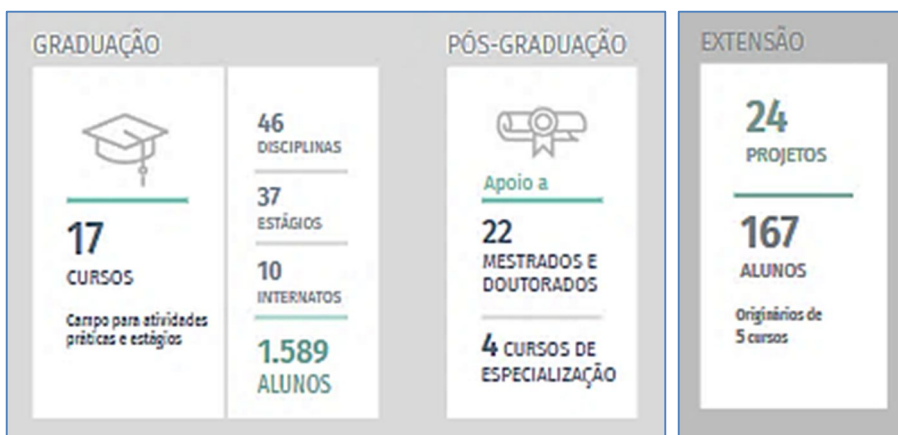 GRADUAÇÃO
17
CURSOS
Campo para atividades
práticas e estágios
46
DISCIPLINAS
37
ESTÁGIOS
10
INTERNATOS
1.589
ALUNOS
PÓS-GRADUAÇÃO
Apoio a
22
MESTRADOS E
DOUTORADOS
4 CURSOS DE
ESPECIALIZAÇÃO
EXTENSÃO
24
PROJETOS
167
ALUNOS
Originários de
5 cursos